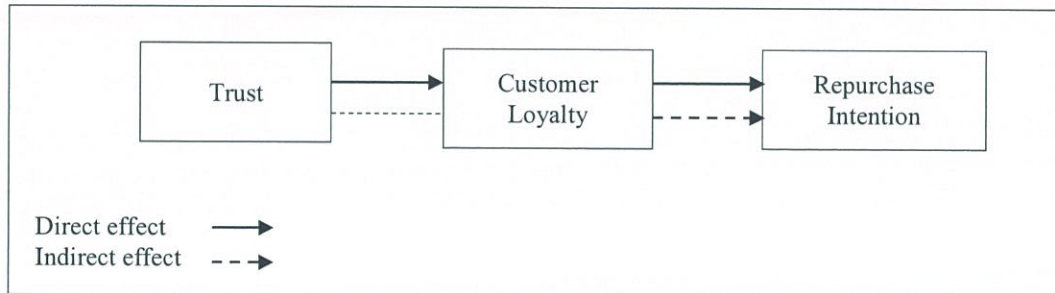 Trust
Customer
Loyalty
Repurchase
Intention
Direct effect
Indirect effect